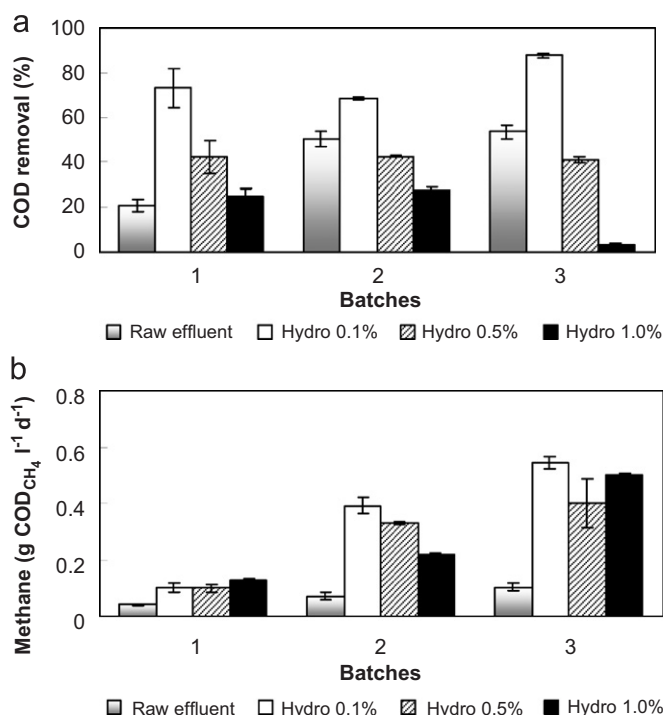 a
COD removal (%)
100
80
60
40
20
0
1 2 3
Batches
Raw effluent Hydro 0.1% Hydro 0.5% Hydro 1.0%
b
Methane (g COD_CH₄ l⁻¹ d⁻¹)
0.8
0.6
0.4
0.2
0
1 2 3
Batches
Raw effluent Hydro 0.1% Hydro 0.5% Hydro 1.0%